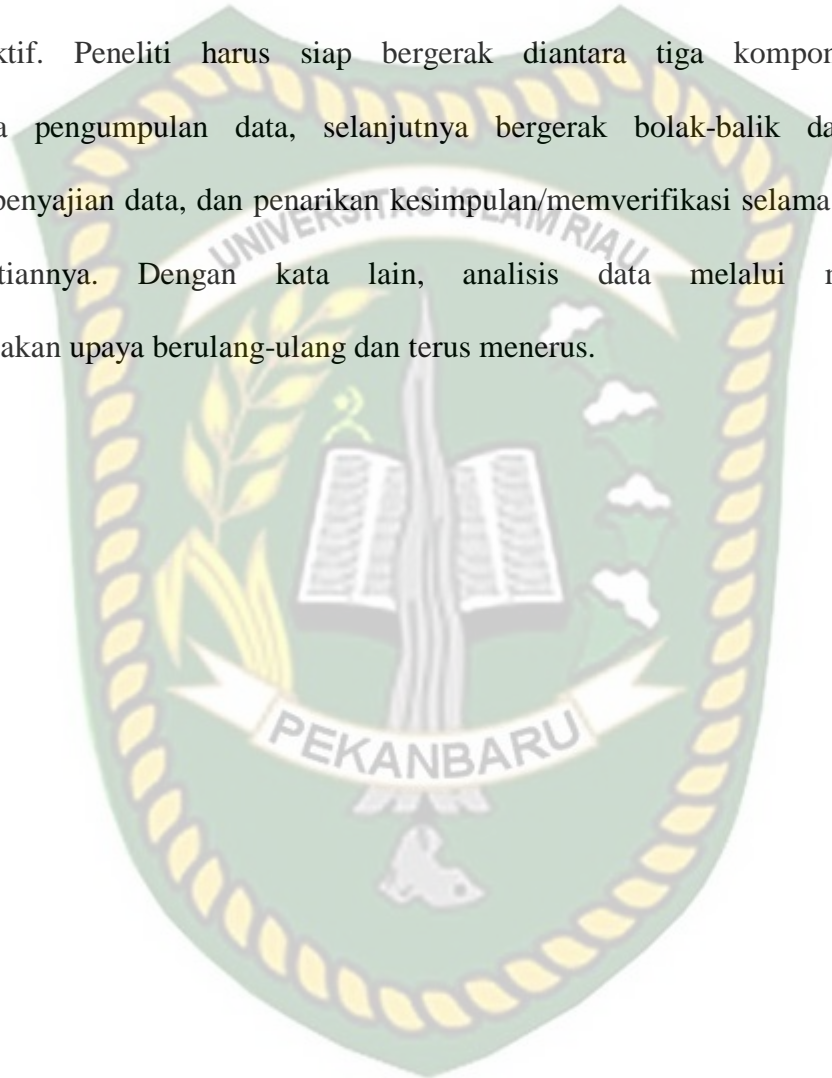 ktif. Peneliti harus siap bergerak diantara tiga kompon
a pengumpulan data, selanjutnya bergerak bolak-balik da
penyajian data, dan penarikan kesimpulan/memverifikasi selama
UNIVERSITAS ISLAM RIAU
tiannya. Dengan kata lain, analisis data melalui m
akan upaya berulang-ulang dan terus menerus.
PEKANBARU